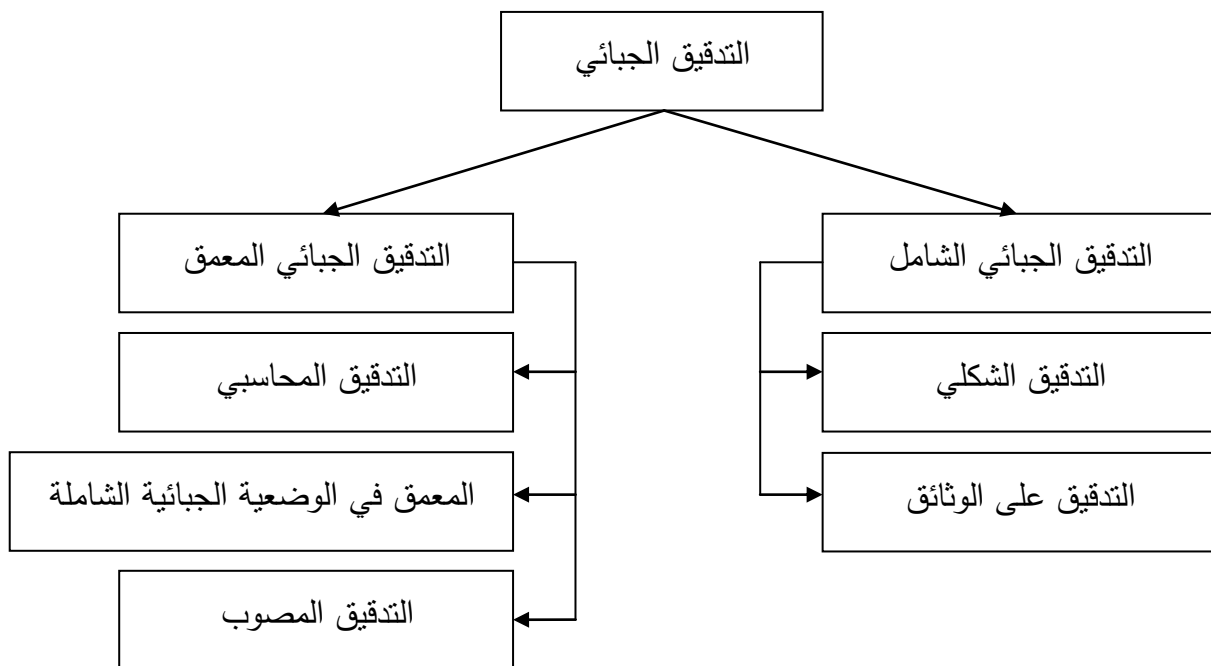 التدقيق الجبائي
التدقيق الجبائي الشامل
التدقيق الجبائي المعمق
التدقيق الشكلي
التدقيق المحاسبي
التدقيق على الوثائق
المعمق في الوضعية الجبائية الشاملة
التدقيق المصوب